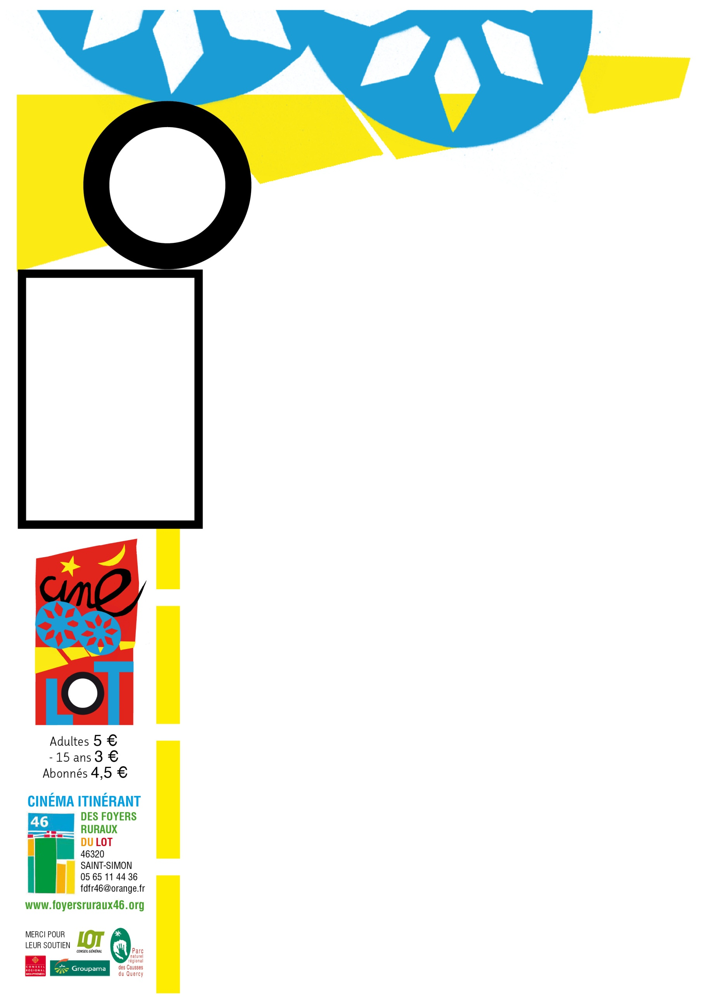 ciné
LOT
Adultes 5 €
- 15 ans 3 €
Abonnés 4,5 €
CINÉMA ITINÉRANT
46
DES FOYERS
RURAUX
DU LOT
46320
SAINT-SIMON
05 65 11 44 36
fdfr46@orange.fr
www.foyersruraux46.org
MERCI POUR
LEUR SOUTIEN
LOT
CONSEIL GÉNÉRAL
Parc
naturel
régional
des Causses
du Quercy
CONSEIL
RÉGIONAL
MIDI-PYRÉNÉES
Groupama